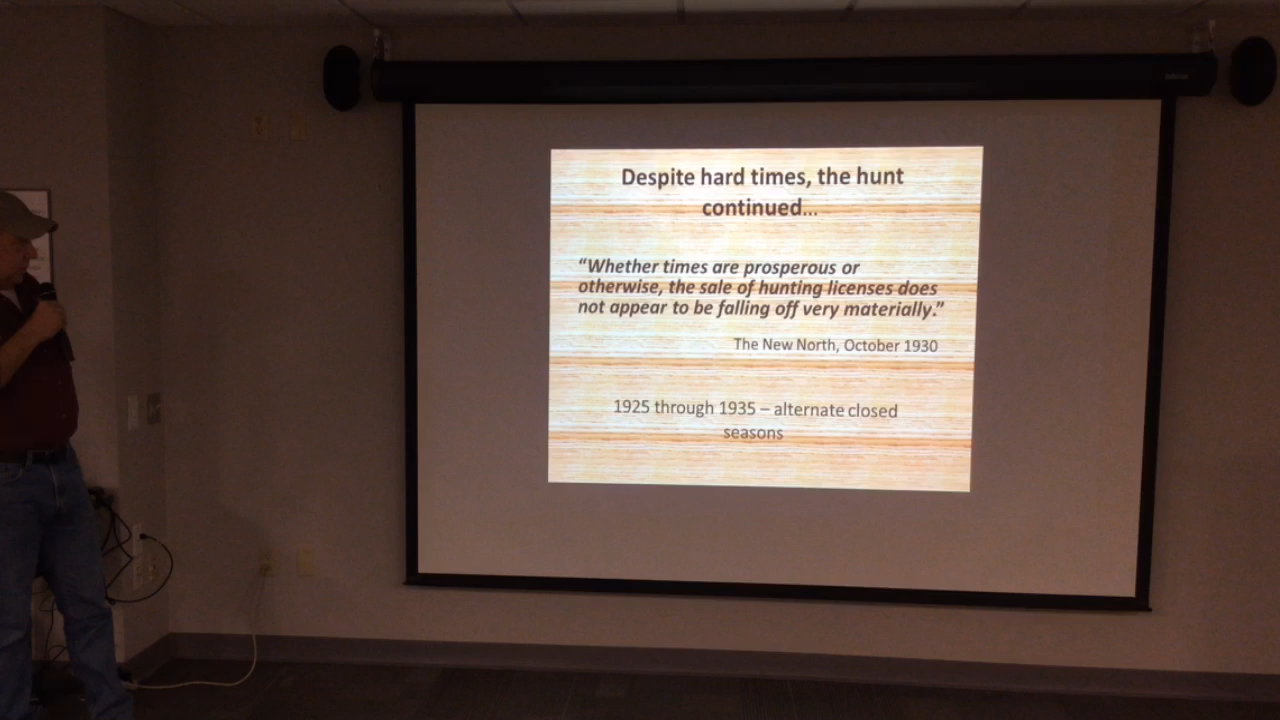 Despite hard times, the hunt
continued...
“Whether times are prosperous or
otherwise, the sale of hunting licenses does
not appear to be falling off very materially.”
The New North, October 1930
1925 through 1935 – alternate closed
seasons